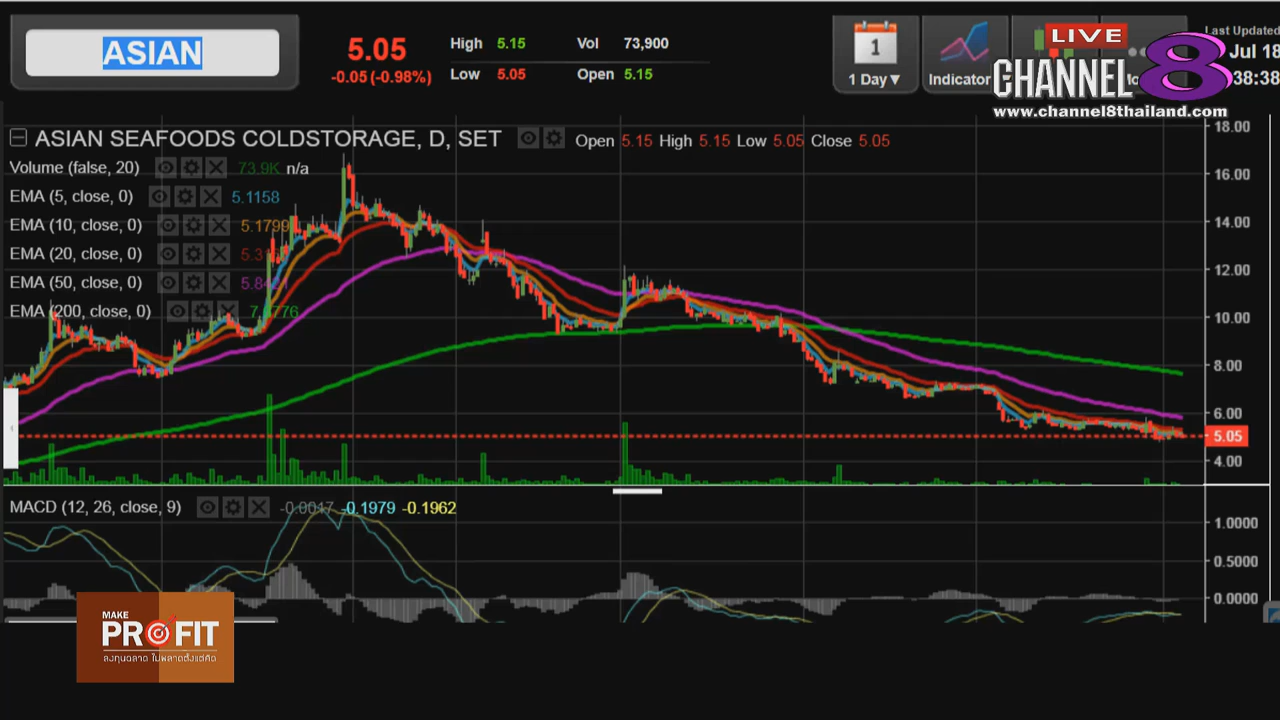 ASIAN
5.05
-0.05 (-0.98%)
High 5.15 Vol 73,900
Low 5.05 Open 5.15
1
1 Day▼
Indicator
LIVE
CHANNEL 8
www.channel8thailand.com
Last Updated
Jul 18
38:38
ASIAN SEAFOODS COLDSTORAGE, D, SET
Open 5.15 High 5.15 Low 5.05 Close 5.05
Volume (false, 20) 73.9K n/a
EMA (5, close, 0) 5.1158
EMA (10, close, 0) 5.1799
EMA (20, close, 0)
EMA (50, close, 0)
EMA (200, close, 0)
18.00
16.00
14.00
12.00
10.00
8.00
6.00
5.05
4.00
MACD (12, 26, close, 9) -0.0017 -0.1979 -0.1962
1.0000
0.5000
0.0000
MAKE
PROFIT
ลงทุนฉลาด ไม่พลาดตั้งแต่คิด